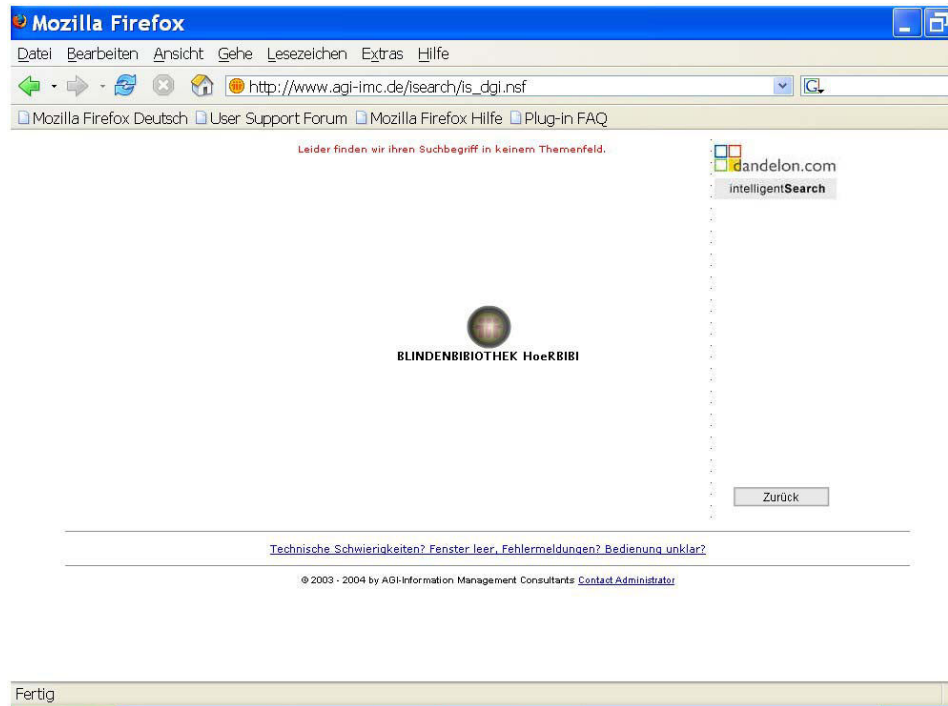 Mozilla Firefox
Datei Bearbeiten Ansicht Gehe Lesezeichen Extras Hilfe
http://www.agi-imc.de/isearch/is_dgi.nsf
G
Mozilla Firefox Deutsch User Support Forum Mozilla Firefox Hilfe Plug-in FAQ
Leider finden wir ihren Suchbegriff in keinem Themenfeld.
dandelon.com
intelligentSearch
BLINDENBIBIOTHEK HoeRBIBI
Zurück
Technische Schwierigkeiten? Fenster leer, Fehlermeldungen? Bedienung unklar?
© 2003 - 2004 by AGI-Information Management Consultants Contact Administrator
Fertig